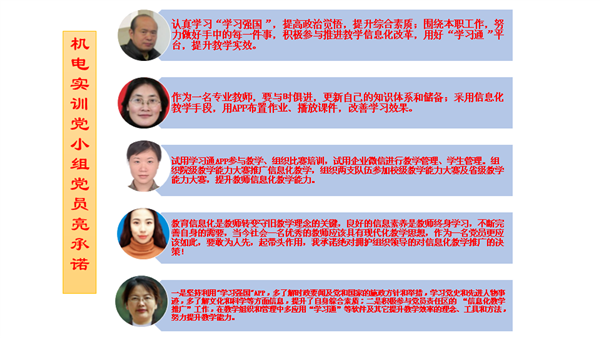 机电实训党小组党员亮承诺
认真学习“学习强国”，提高政治觉悟，提升综合素质；围绕本职工作，努
力做好手中的每一件事，积极参与推进教学信息化改革，用好“学习通”平
台，提升教学实效。
作为一名专业教师，要与时俱进，更新自己的知识体系和储备；采用信息化
教学手段，用APP布置作业、播放课件，改善学习效果。
试用学习通APP参与教学、组织比赛培训，试用企业微信进行教学管理、学生管理。组
织院级教学能力大赛推广信息化教学，组织两支队伍参加校级教学能力大赛及省级教学
能力大赛，提升教师信息化教学能力。
教育信息化是教师转变守旧教学理念的关键，良好的信息素养是教师终身学习，不断完
善自身的需要，当今社会一名优秀的教师应该具有现代化教学思想，作为一名党员更应
该如此，要敢为人先，起带头作用，我承诺绝对拥护组织领导的对信息化教学推广的决
策！
一是坚持利用“学习强国”APP，多了解时政要闻及党和国家的施政方针和举措，学习党史和先进人物事
迹，多了解文化和科学等方面信息，提升了自身综合素质；二是积极参与党员责任区的 “信息化教学
推广”工作，在教学组织和管理中多应用“学习通”等软件及其它提升教学效率的理念、工具和方法，
努力提升教学能力。